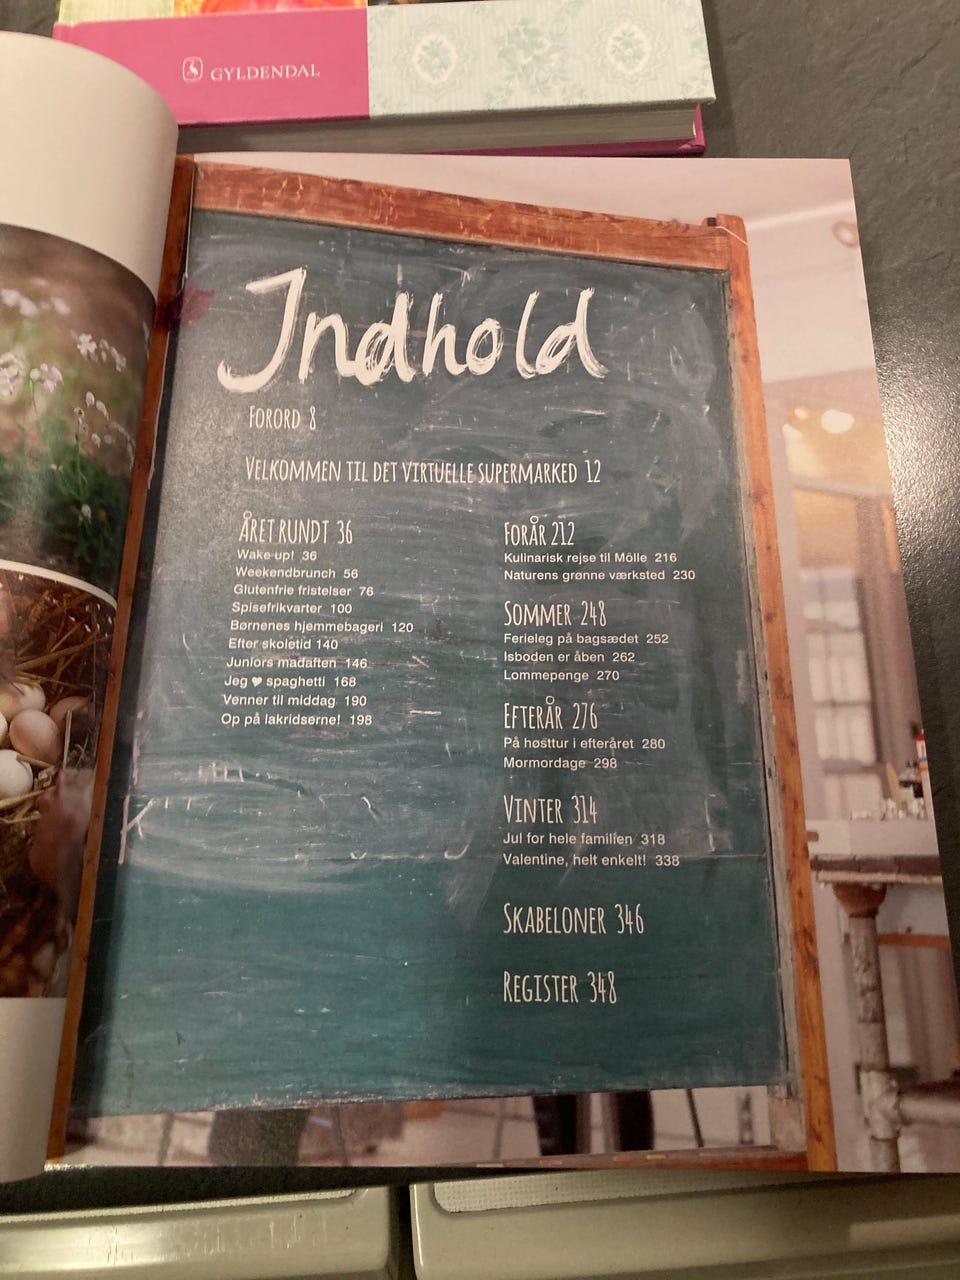 GYLDENDAL
Indhold
FORORD 8
VELKOMMEN TIL DET VIRTUELLE SUPERMARKED 12
ÅRET RUNDT 36
Wake up! 36
Weekendbrunch 56
Glutenfrie fristelser 76
Spisefrikvarter 100
Børnenes hjemmebageri 120
Efter skoletid 140
Juniors madaften 146
Jeg ♥ spaghetti 168
Venner til middag 190
Op på lakridserne! 198
FORÅR 212
Kulinarisk rejse til Mölle 216
Naturens grønne værksted 230
SOMMER 248
Ferieleg på bagsædet 252
Isboden er åben 262
Lommepenge 270
EFTERÅR 276
På høsttur i efteråret 280
Mormordage 298
VINTER 314
Jul for hele familien 318
Valentine, helt enkelt! 338
SKABELONER 346
REGISTER 348